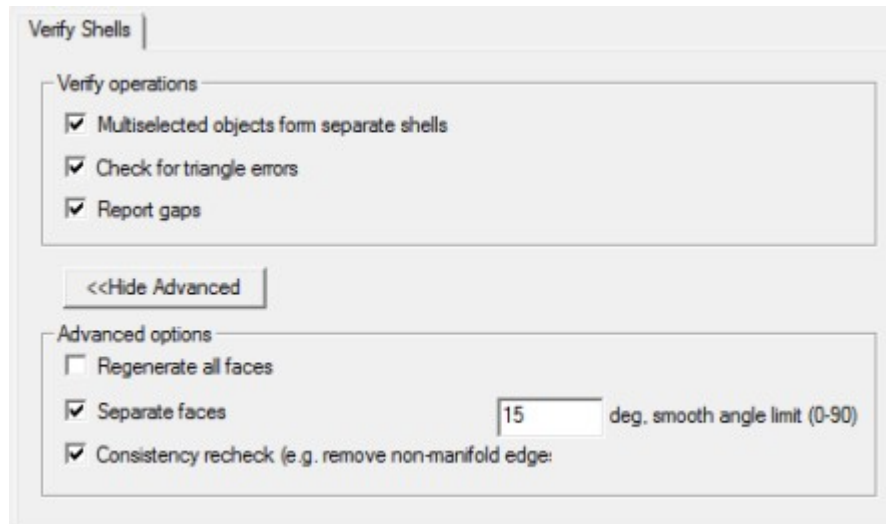 Verify Shells
Verify operations
Multiselected objects form separate shells
Check for triangle errors
Report gaps
<<Hide Advanced
Advanced options
Regenerate all faces
Separate faces 15 deg, smooth angle limit (0-90)
Consistency recheck (e.g. remove non-manifold edge